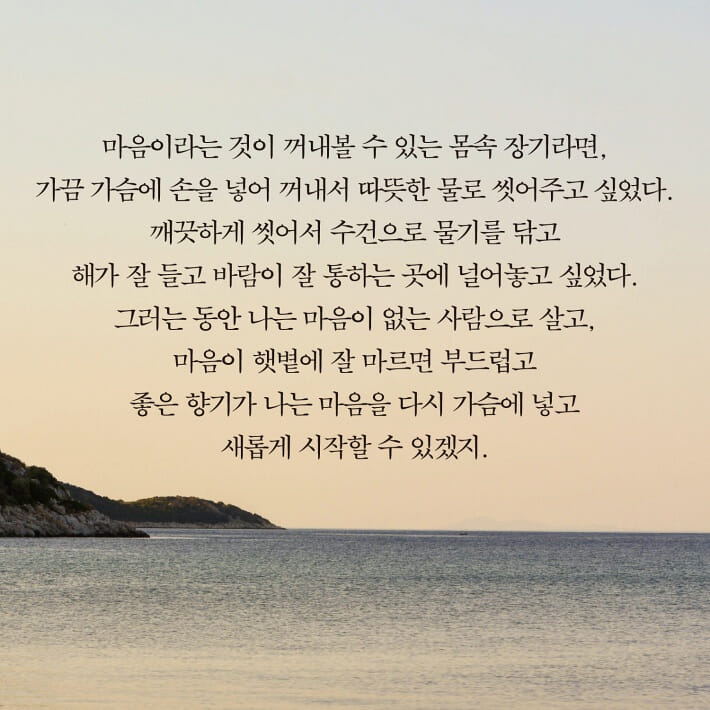 마음이라는 것이 꺼내볼 수 있는 몸속 장기라면,
가끔 가슴에 손을 넣어 꺼내서 따뜻한 물로 씻어주고 싶었다.
깨끗하게 씻어서 수건으로 물기를 닦고
해가 잘 들고 바람이 잘 통하는 곳에 널어놓고 싶었다.
그러는 동안 나는 마음이 없는 사람으로 살고,
마음이 햇볕에 잘 마르면 부드럽고
좋은 향기가 나는 마음을 다시 가슴에 넣고
새롭게 시작할 수 있겠지.